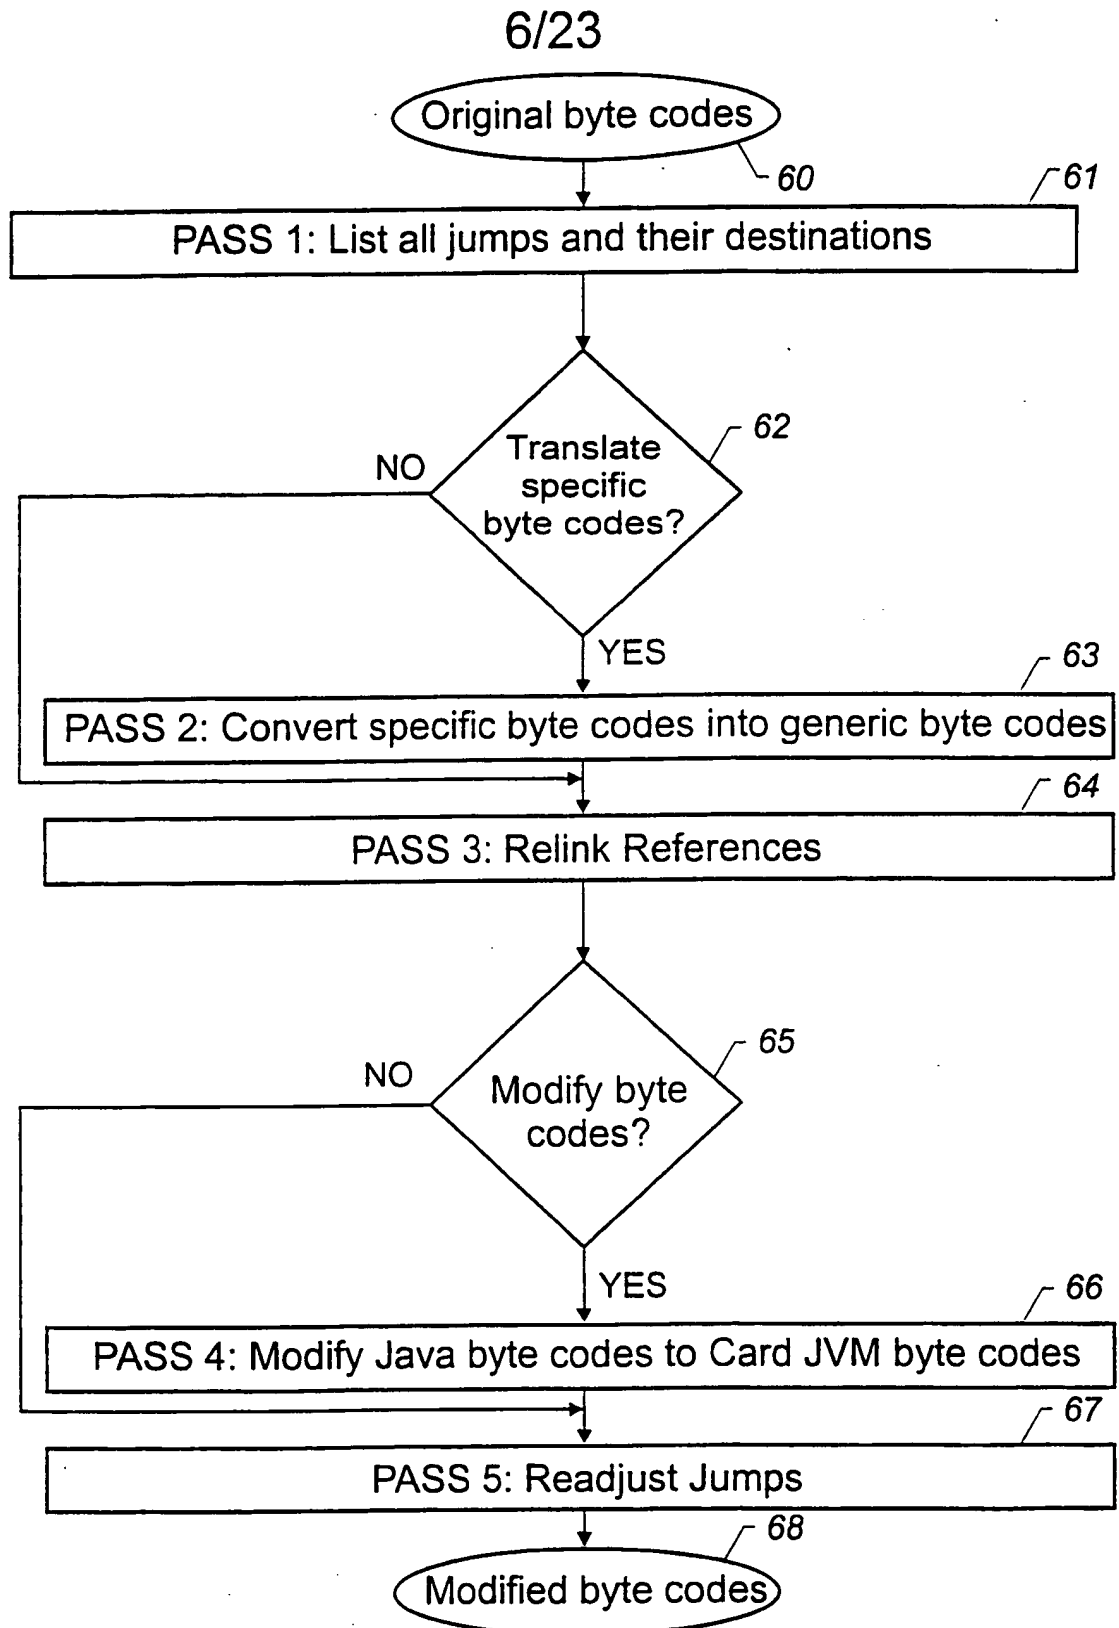 6/23
Original byte codes
60
61
PASS 1: List all jumps and their destinations
62
Translate
specific
byte codes?
NO
YES
63
PASS 2: Convert specific byte codes into generic byte codes
64
PASS 3: Relink References
65
NO
Modify byte
codes?
YES
66
PASS 4: Modify Java byte codes to Card JVM byte codes
67
PASS 5: Readjust Jumps
68
Modified byte codes